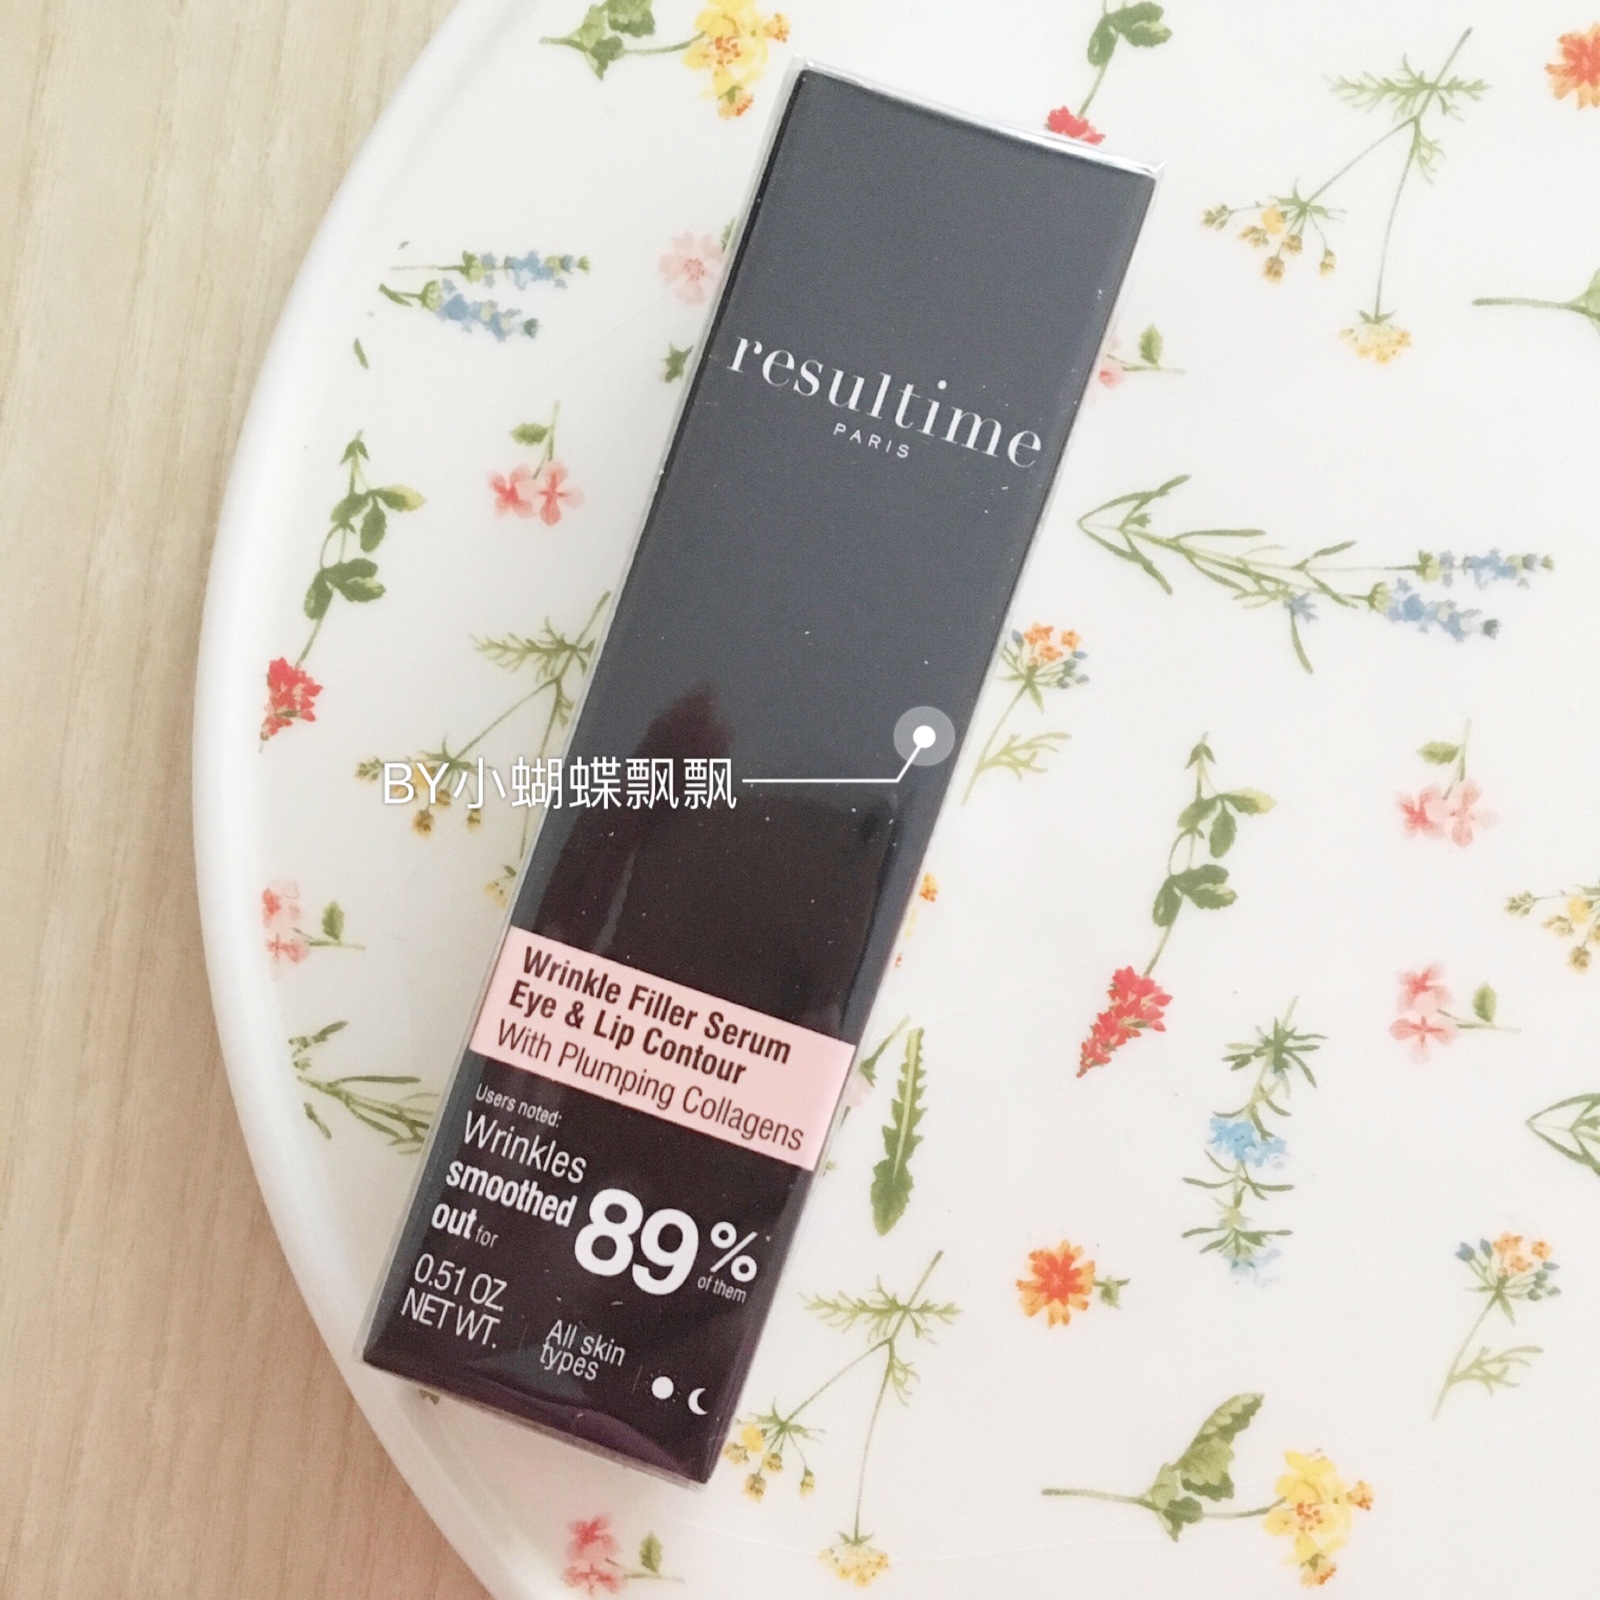 resultime
PARIS
BY小蝴蝶飘飘
Wrinkle Filler Serum
Eye & Lip Contour
With Plumping Collagens
Users noted:
Wrinkles
smoothed
out for
89%
of them
0.51 OZ
NET WT.
All skin
types